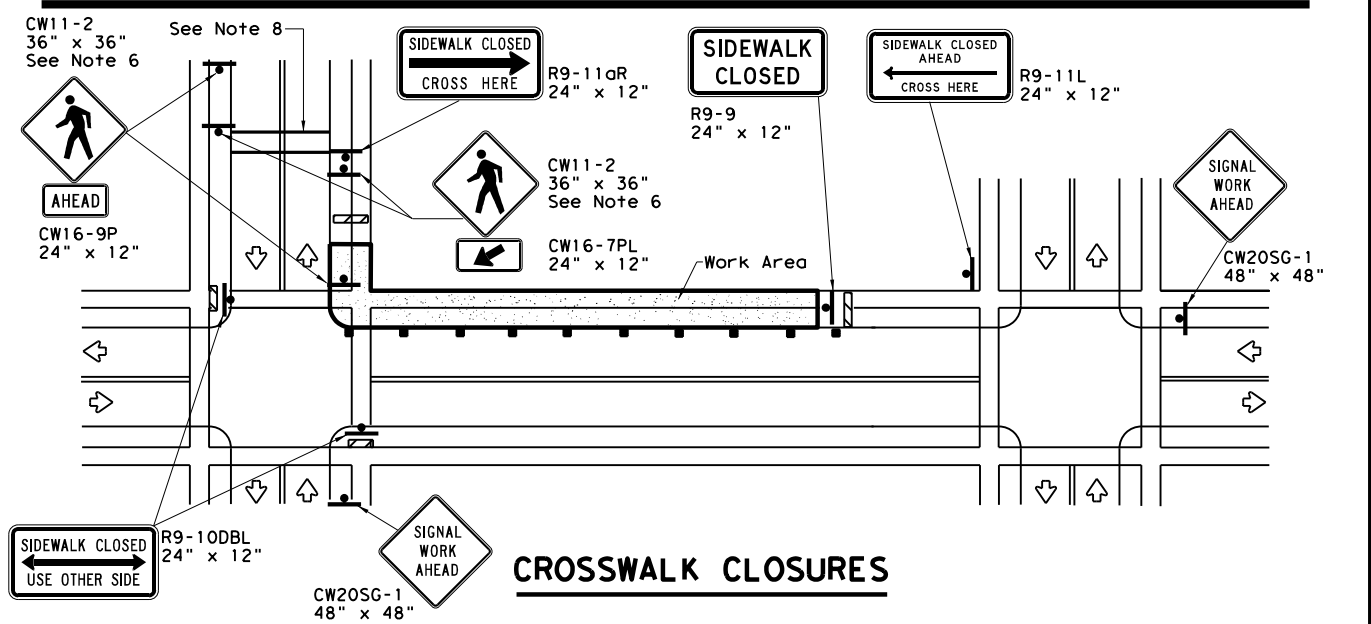 CW11-2
36" x 36"
See Note 6
See Note 8
SIDEWALK CLOSED
CROSS HERE
R9-11aR
24" x 12"
SIDEWALK
CLOSED
R9-9
24" x 12"
SIDEWALK CLOSED
AHEAD
CROSS HERE
R9-11L
24" x 12"
AHEAD
CW16-9P
24" x 12"
CW11-2
36" x 36"
See Note 6
CW16-7PL
24" x 12"
SIGNAL
WORK
AHEAD
CW20SG-1
48" x 48"
Work Area
SIDEWALK CLOSED
USE OTHER SIDE
R9-10DBL
24" x 12"
SIGNAL
WORK
AHEAD
CW20SG-1
48" x 48"
CROSSWALK CLOSURES